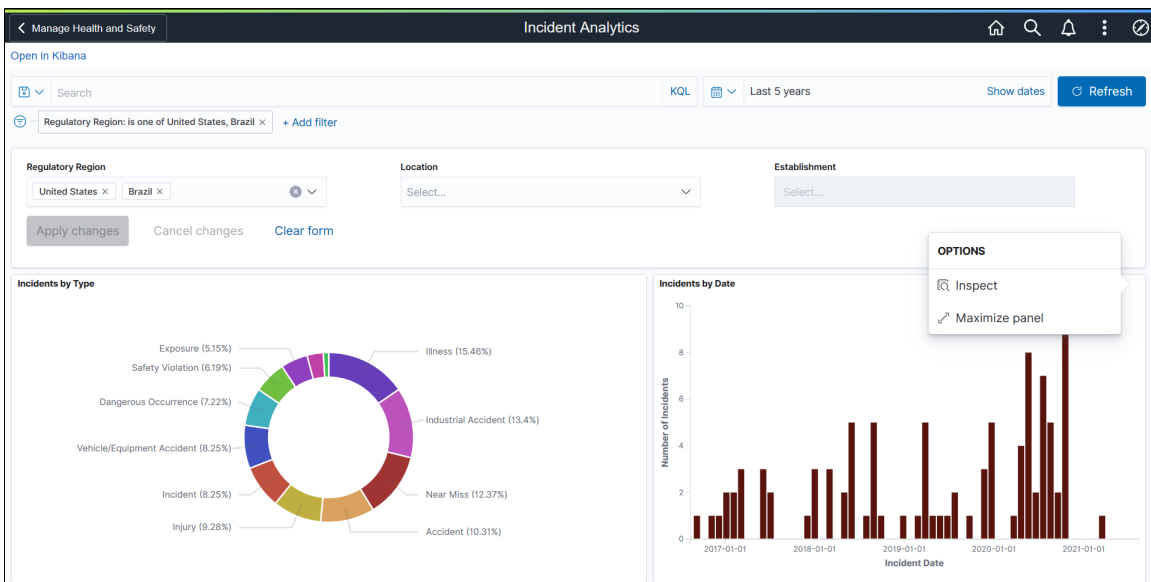 Manage Health and Safety
Incident Analytics
Open in Kibana
Search
KQL
Last 5 years
Show dates
Refresh
Regulatory Region: is one of United States, Brazil ×
+ Add filter
Regulatory Region
Location
Establishment
United States ×
Brazil ×
Select...
Select...
Apply changes
Cancel changes
Clear form
OPTIONS
Inspect
Maximize panel
Incidents by Type
Exposure (5.15%)
Safety Violation (6.19%)
Dangerous Occurrence (7.22%)
Vehicle/Equipment Accident (8.25%)
Incident (8.25%)
Injury (9.28%)
Illness (15.46%)
Industrial Accident (13.4%)
Near Miss (12.37%)
Accident (10.31%)
Incidents by Date
Number of Incidents
10
8
6
4
2
0
2017-01-01
2018-01-01
2019-01-01
2020-01-01
2021-01-01
Incident Date